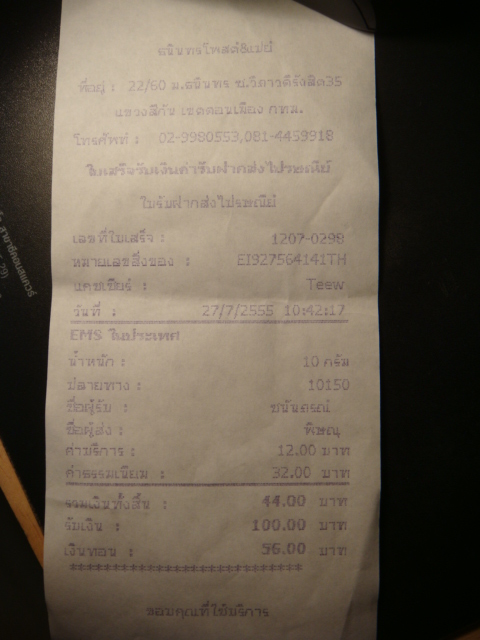 ธนินทรโพสต์&เปย์
ที่อยู่ : 22/60 ม.ธนินทร ซ.วิภาวดีรังสิต35
แขวงสีกัน เขตดอนเมือง กทม.
โทรศัพท์ : 02-9980553,081-4459918
ใบเสร็จรับเงินค่ารับฝากส่งไปรษณีย์
ใบรับฝากส่งไปรษณีย์
เลขที่ใบเสร็จ : 1207-0298
หมายเลขสิ่งของ : EI927564141TH
แคชเชียร์ : Teew
วันที่ : 27/7/2555 10:42:17
EMS ในประเทศ
น้ำหนัก : 10 กรัม
ปลายทาง : 10150
ชื่อผู้รับ : ชนันภรณ์
ชื่อผู้ส่ง : พิษณุ
ค่าบริการ : 12.00 บาท
ค่าธรรมเนียม : 32.00 บาท
รวมเงินทั้งสิ้น : 44.00 บาท
รับเงิน : 100.00 บาท
เงินทอน : 56.00 บาท
**************************
ขอบคุณที่ใช้บริการ